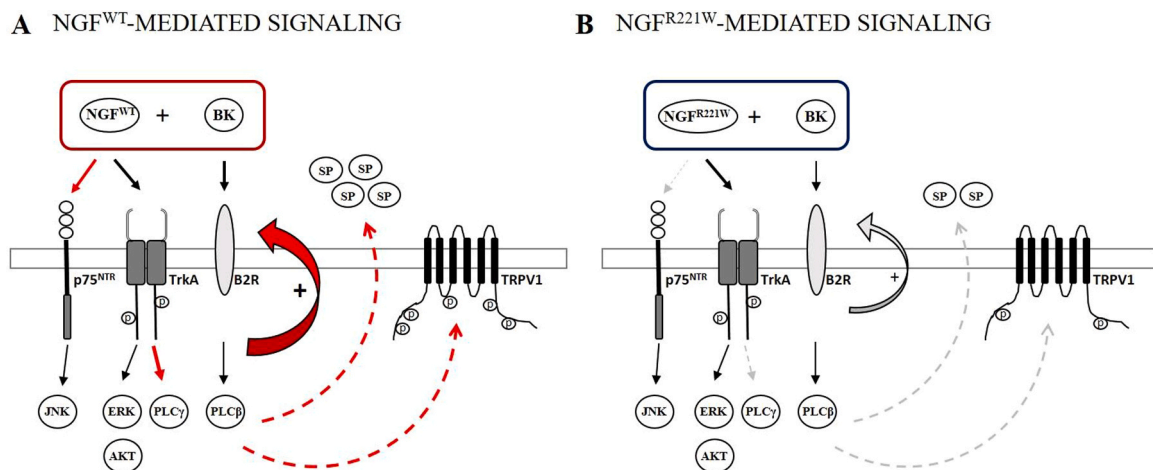 A NGFWT-MEDIATED SIGNALING
NGFWT + BK
SP SP
SP SP
p75NTR TrkA B2R + TRPV1
P P P P P P
JNK ERK PLCγ PLCβ
AKT
B NGFR221W-MEDIATED SIGNALING
NGFR221W + BK
SP SP
p75NTR TrkA B2R + TRPV1
P P P P P
JNK ERK PLCγ PLCβ
AKT